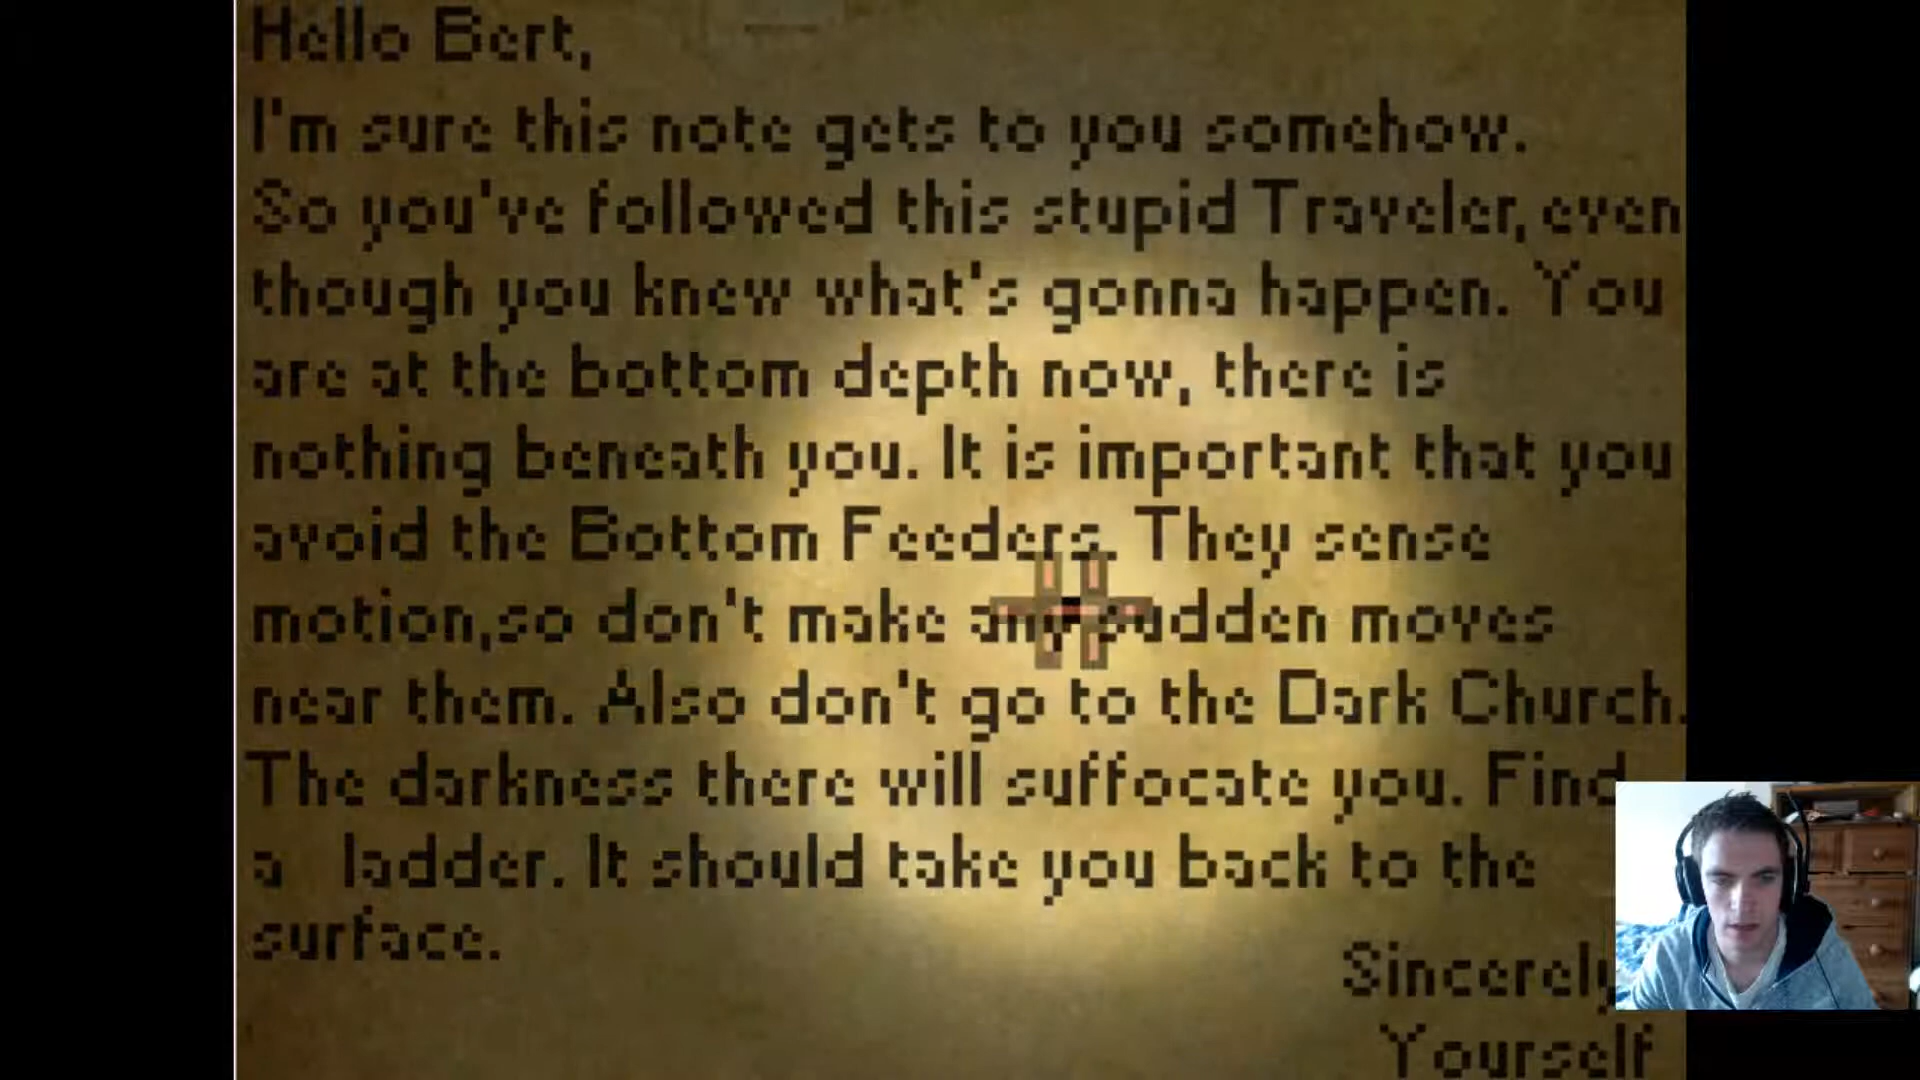 Hello Bert,
I'm sure this note gets to you somehow.
So you've followed this stupid Traveler, even
though you knew what's gonna happen. You
are at the bottom depth now, there is
nothing beneath you. It is important that you
avoid the Bottom Feeders. They sense
motion,so don't make any sudden moves
near them. Also don't go to the Dark Church.
The darkness there will suffocate you. Find
a ladder. It should take you back to the
surface.
Sincerely
Yourself